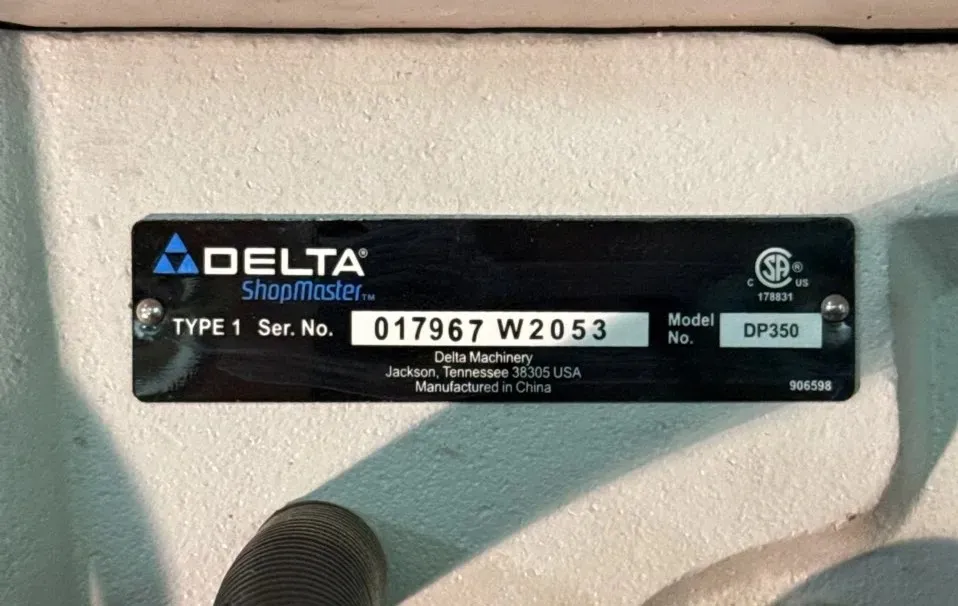 DELTA®
ShopMaster™
C SA ® US
178831
TYPE 1 Ser. No. 017967 W2053
Model No. DP350
Delta Machinery
Jackson, Tennessee 38305 USA
Manufactured in China
906598